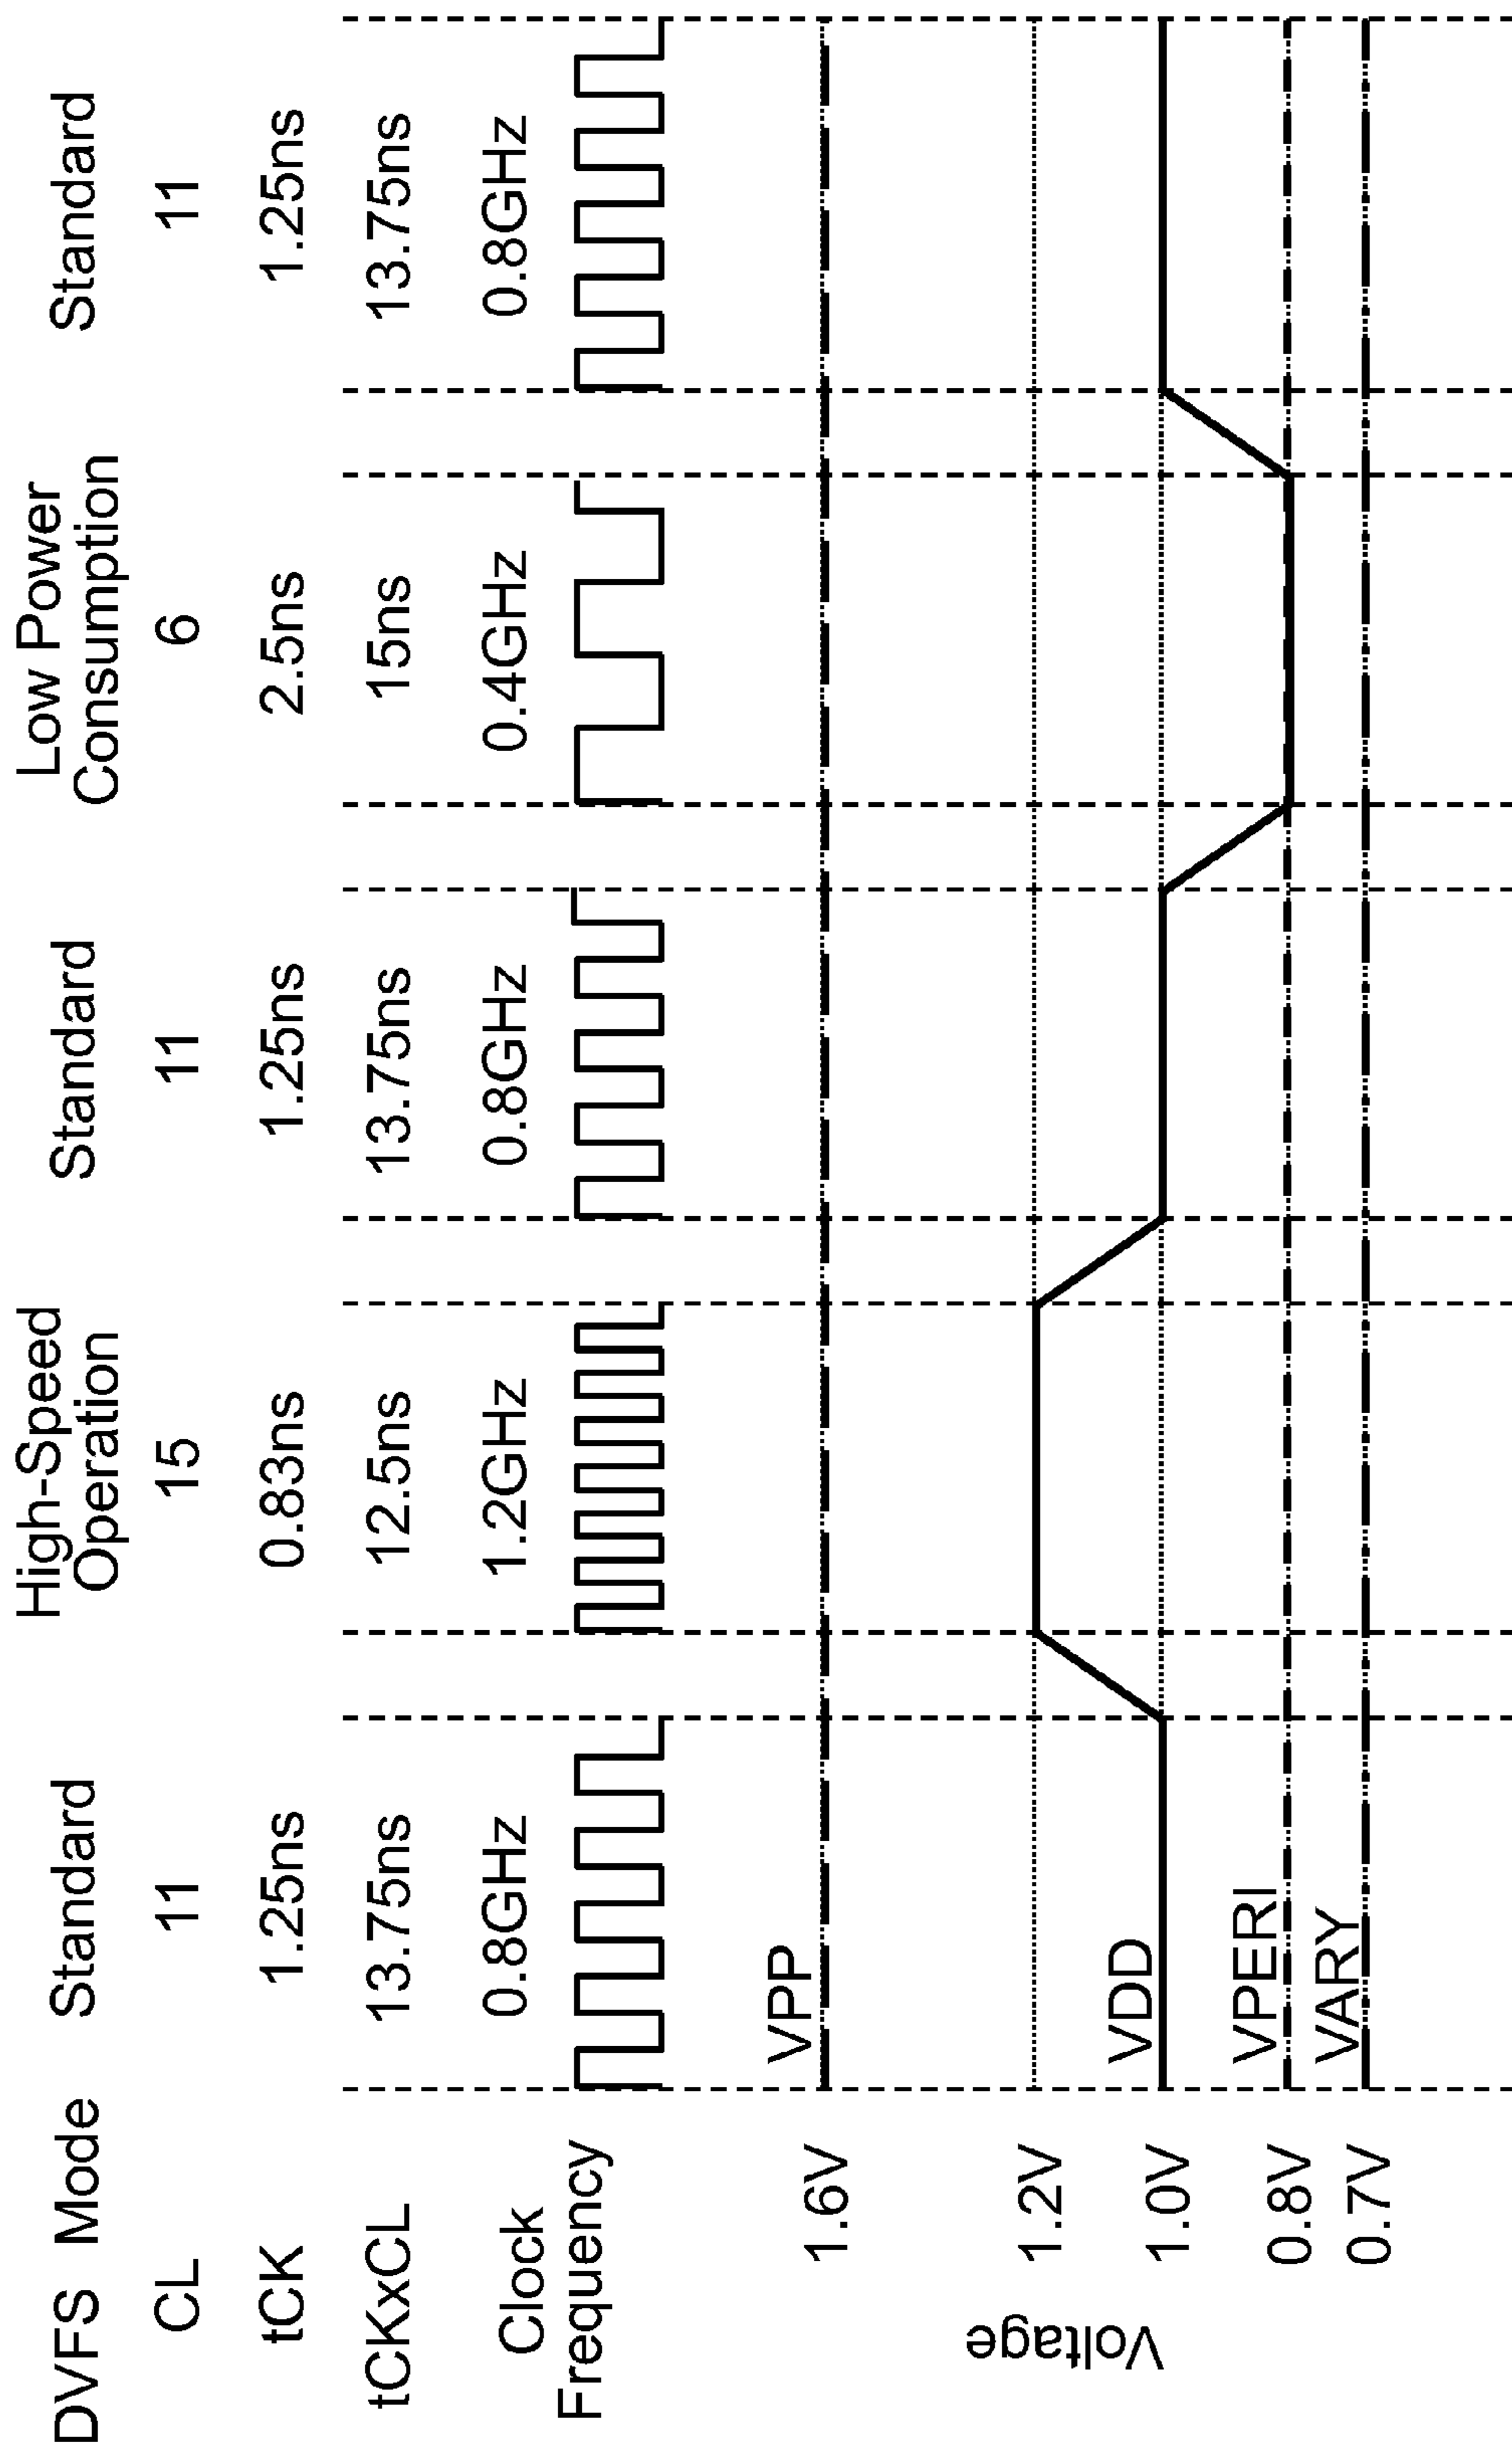 DVFS Mode Standard High-Speed Operation Standard Low Power Consumption Standard
CL 11 15 11 6 11
tCK 1.25ns 0.83ns 1.25ns 2.5ns 1.25ns
tCKxCL 13.75ns 12.5ns 13.75ns 15ns 13.75ns
Clock Frequency 0.8GHz 1.2GHz 0.8GHz 0.4GHz 0.8GHz
Voltage
1.6V VPP
1.2V
1.0V VDD
0.8V VPERI
0.7V VARY